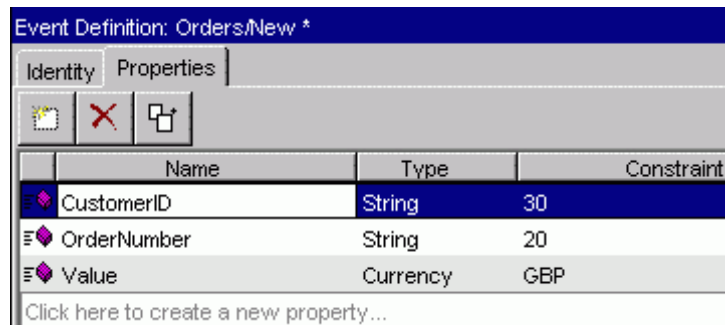 Event Definition: Orders/New *
Identity Properties
Name Type Constraint
CustomerID String 30
OrderNumber String 20
Value Currency GBP
Click here to create a new property...